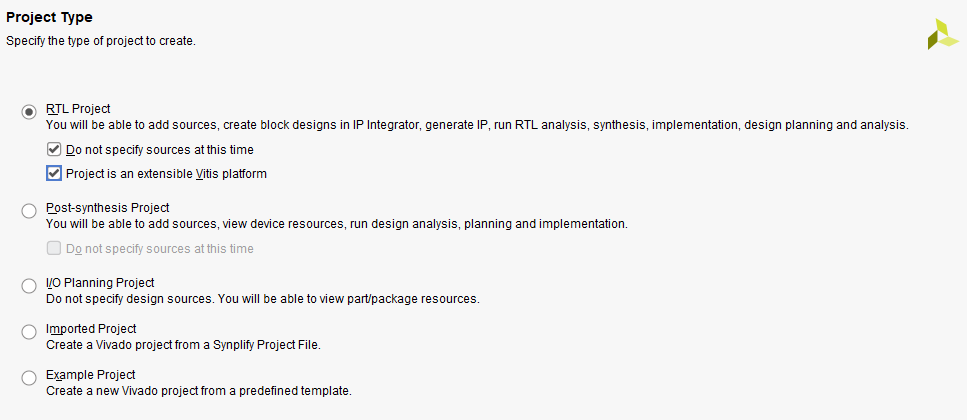 Project Type
Specify the type of project to create.
RTL Project
You will be able to add sources, create block designs in IP Integrator, generate IP, run RTL analysis, synthesis, implementation, design planning and analysis.
Do not specify sources at this time
Project is an extensible Vitis platform
Post-synthesis Project
You will be able to add sources, view device resources, run design analysis, planning and implementation.
Do not specify sources at this time
I/O Planning Project
Do not specify design sources. You will be able to view part/package resources.
Imported Project
Create a Vivado project from a Synplify Project File.
Example Project
Create a new Vivado project from a predefined template.